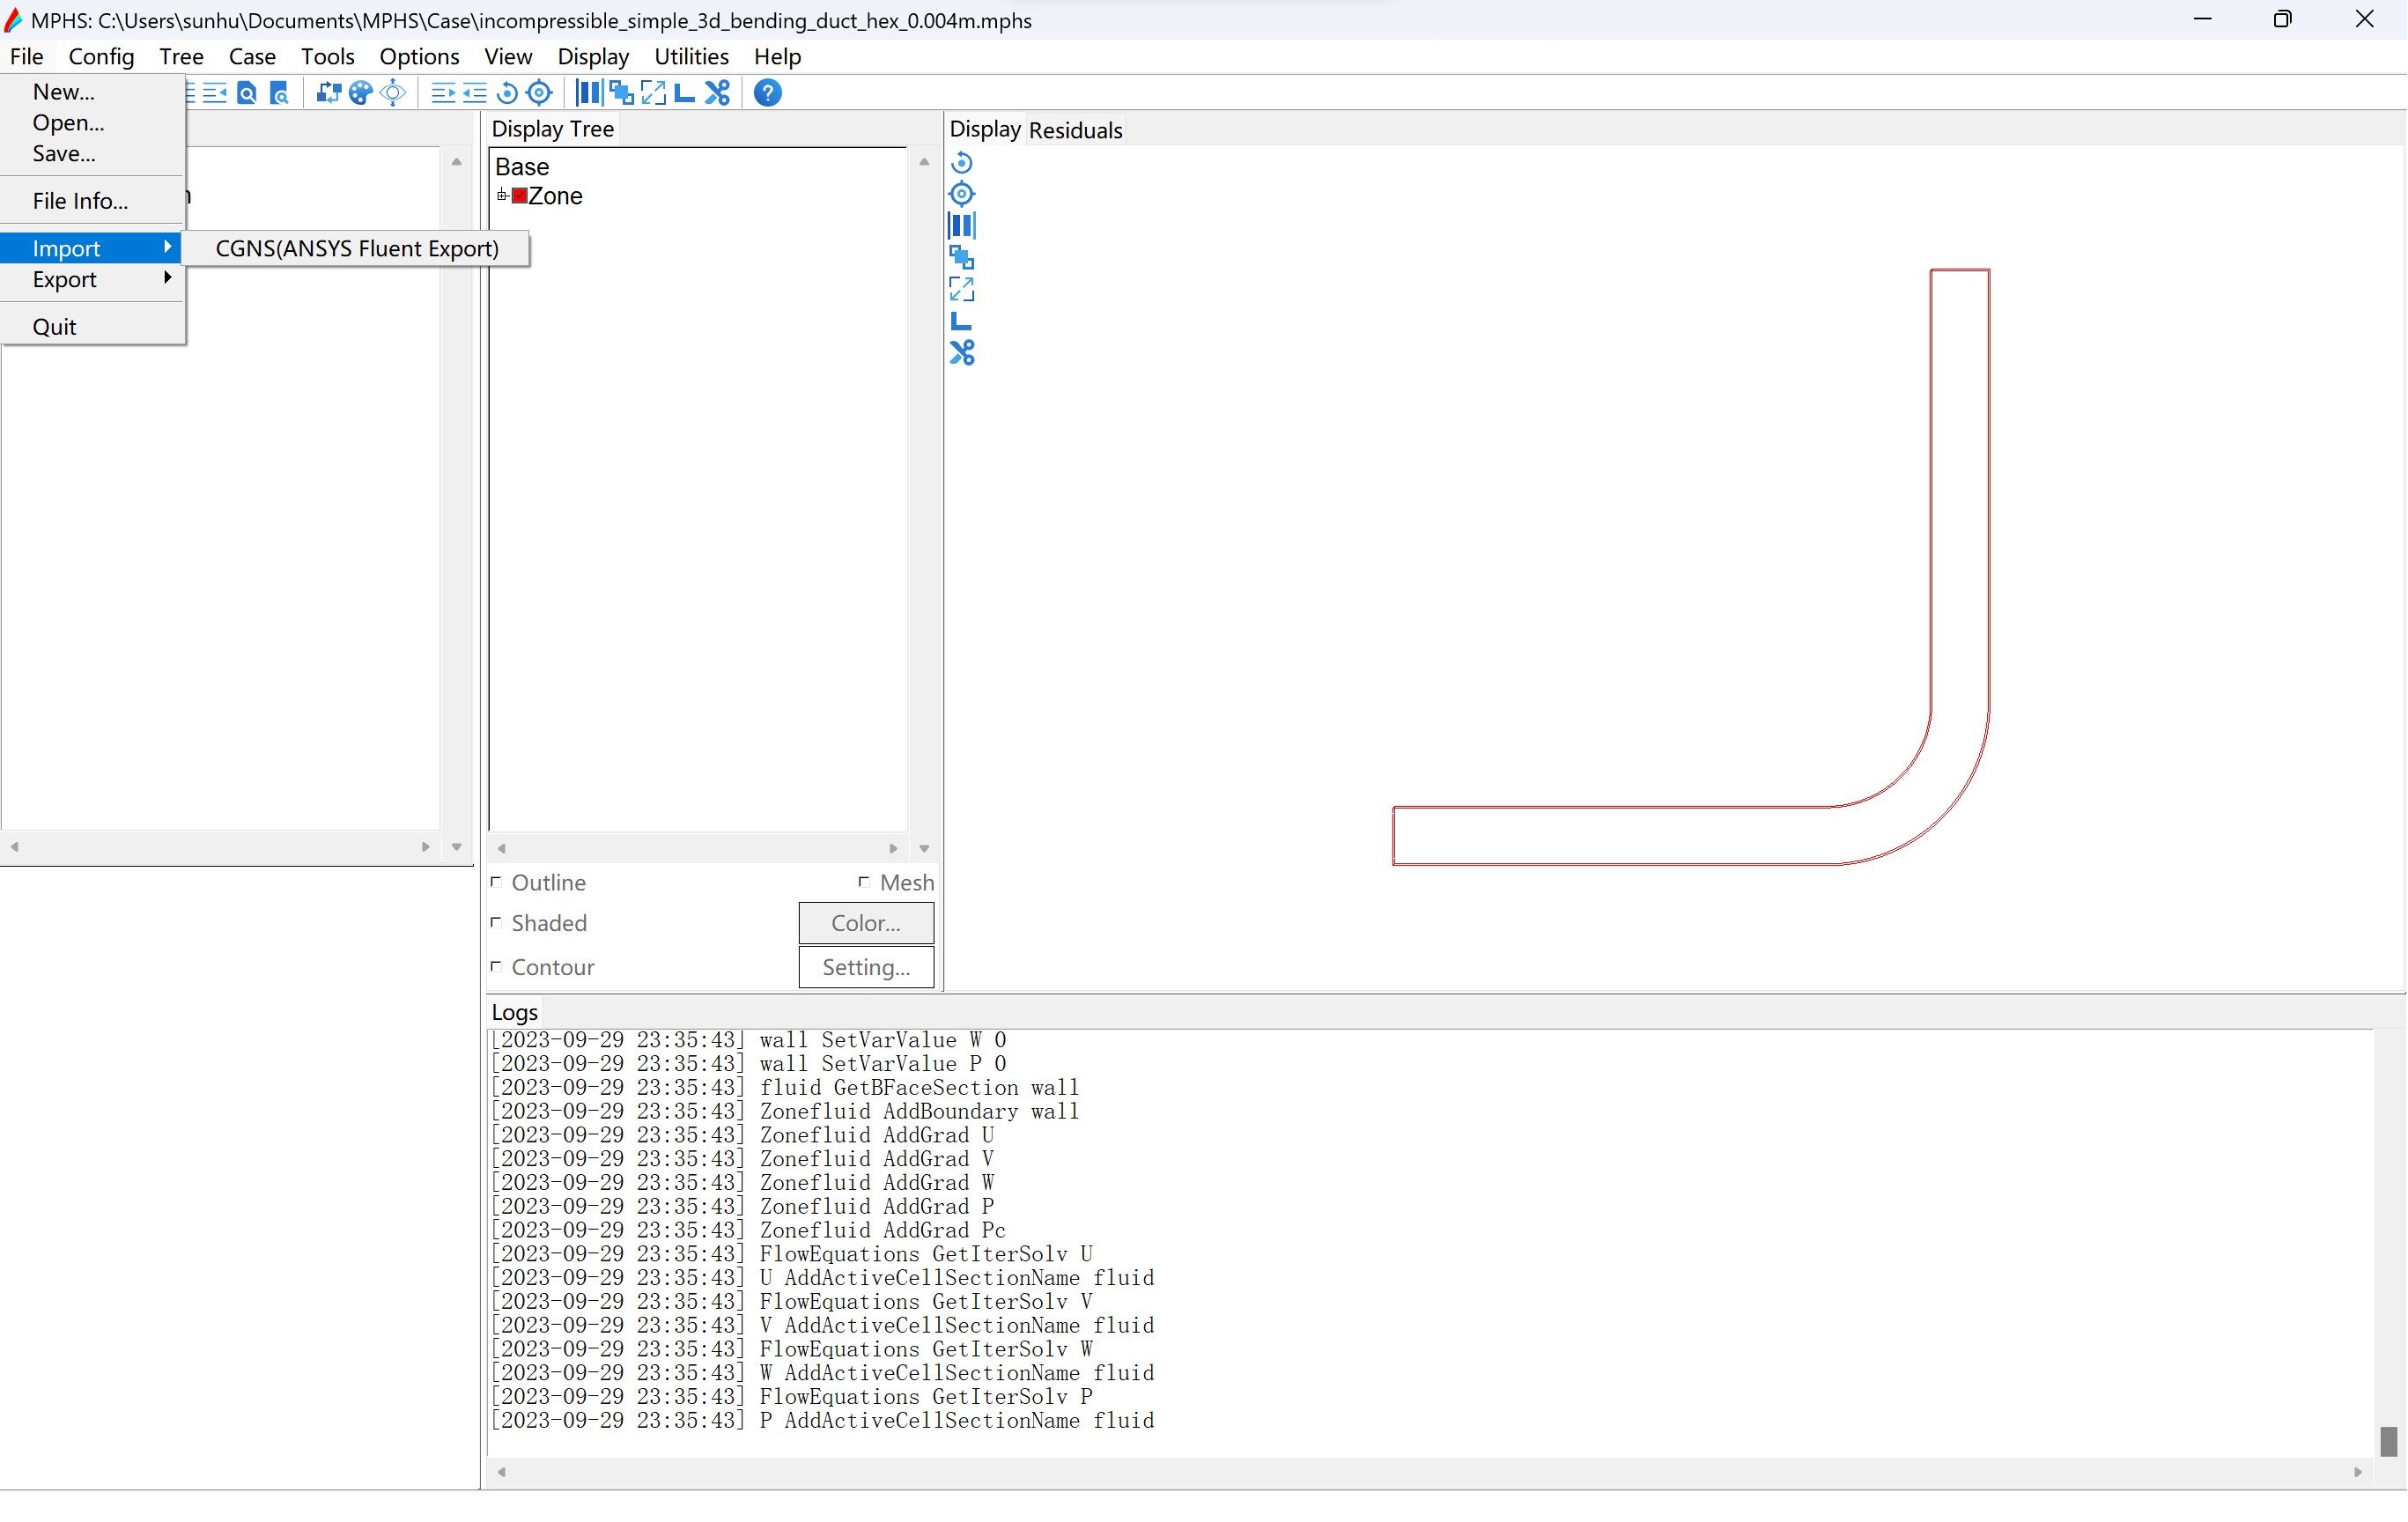 MPHS: C:\Users\sunhu\Documents\MPHS\Case\incompressible_simple_3d_bending_duct_hex_0.004m.mphs
File Config Tree Case Tools Options View Display Utilities Help
New...
Open...
Save...
File Info...
Import
CGNS(ANSYS Fluent Export)
Export
Quit
Display Tree
Base
Zone
Outline
Mesh
Shaded
Color...
Contour
Setting...
Display Residuals
Logs
[2023-09-29 23:35:43] wall SetVarValue W 0
[2023-09-29 23:35:43] wall SetVarValue P 0
[2023-09-29 23:35:43] fluid GetBFaceSection wall
[2023-09-29 23:35:43] Zonefluid AddBoundary wall
[2023-09-29 23:35:43] Zonefluid AddGrad U
[2023-09-29 23:35:43] Zonefluid AddGrad V
[2023-09-29 23:35:43] Zonefluid AddGrad W
[2023-09-29 23:35:43] Zonefluid AddGrad P
[2023-09-29 23:35:43] Zonefluid AddGrad Pc
[2023-09-29 23:35:43] FlowEquations GetIterSolv U
[2023-09-29 23:35:43] U AddActiveCellSectionName fluid
[2023-09-29 23:35:43] FlowEquations GetIterSolv V
[2023-09-29 23:35:43] V AddActiveCellSectionName fluid
[2023-09-29 23:35:43] FlowEquations GetIterSolv W
[2023-09-29 23:35:43] W AddActiveCellSectionName fluid
[2023-09-29 23:35:43] FlowEquations GetIterSolv P
[2023-09-29 23:35:43] P AddActiveCellSectionName fluid